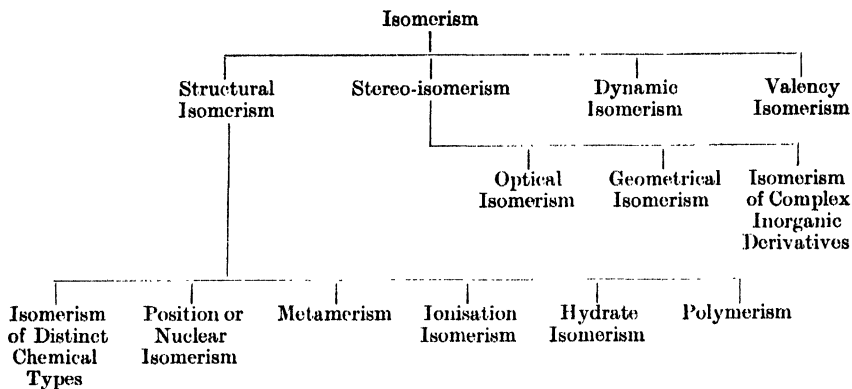 Isomerism
Structural Isomerism
Stereo-isomerism
Dynamic Isomerism
Valency Isomerism
Optical Isomerism
Geometrical Isomerism
Isomerism of Complex Inorganic Derivatives
Isomerism of Distinct Chemical Types
Position or Nuclear Isomerism
Metamerism
Ionisation Isomerism
Hydrate Isomerism
Polymerism